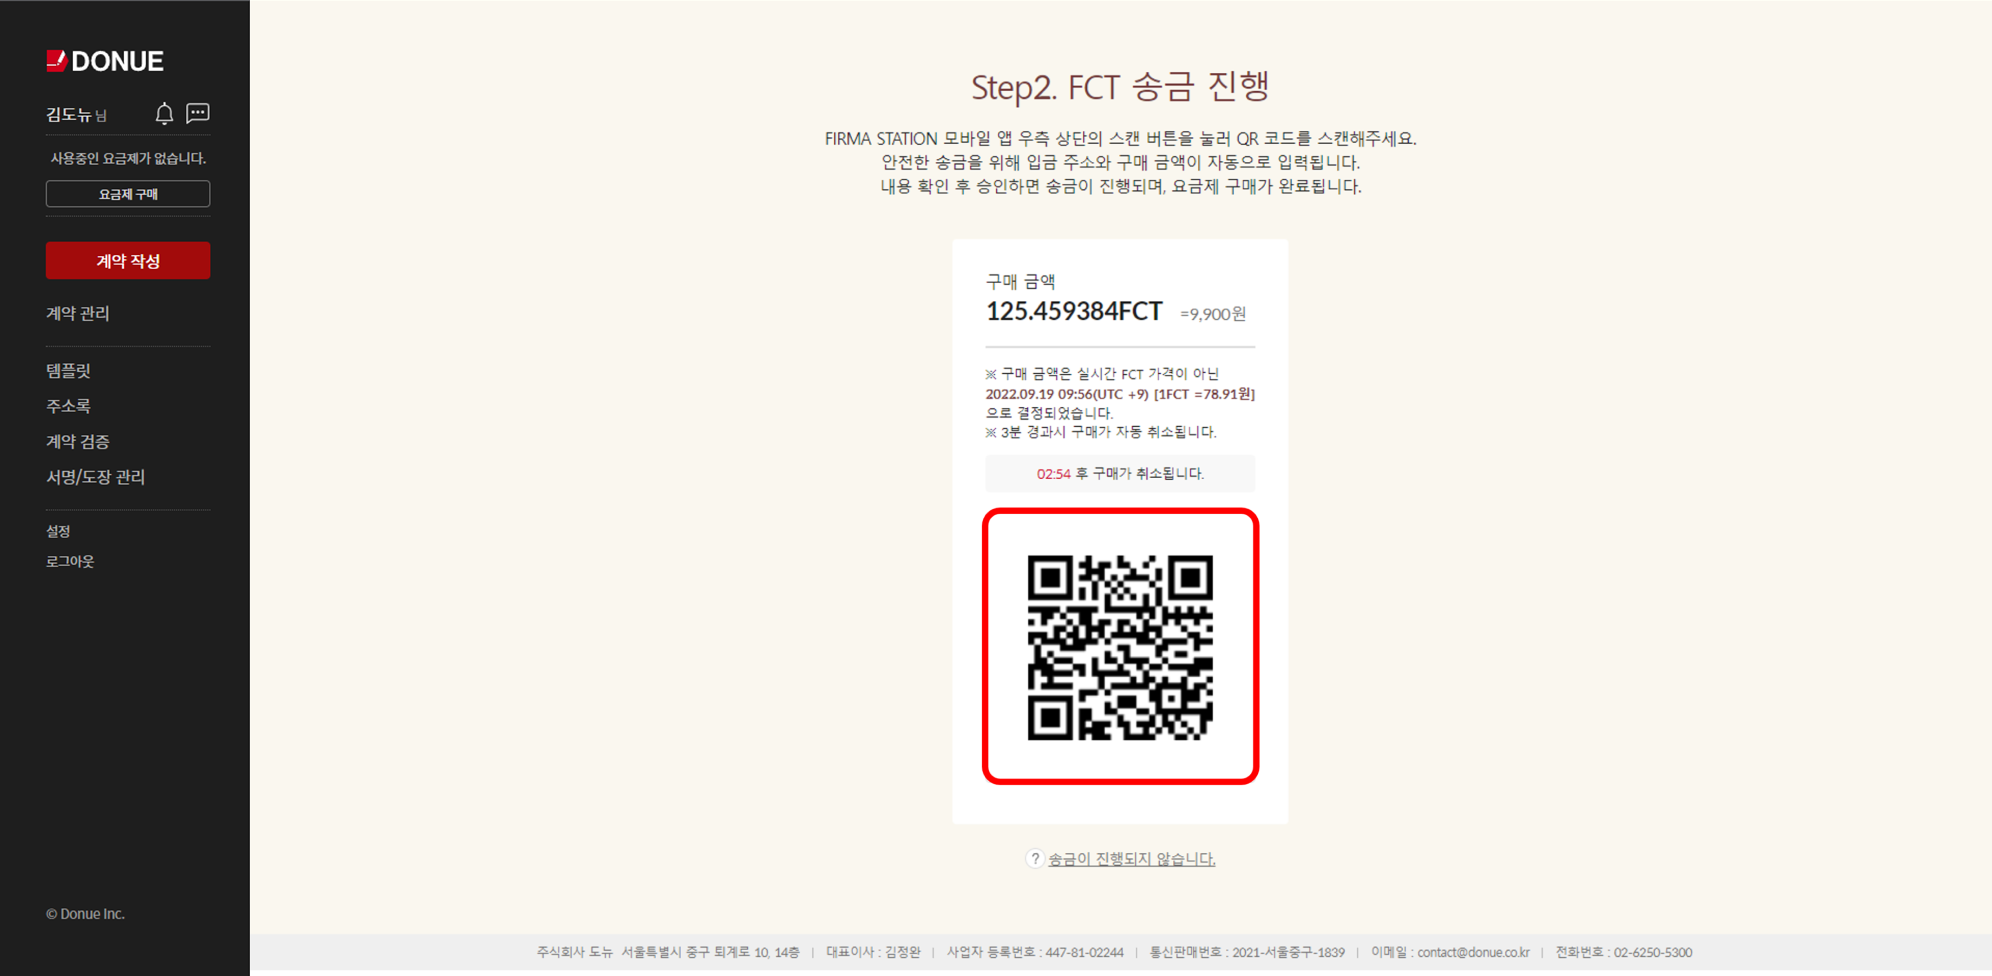 DONUE
김도뉴 님
사용중인 요금제가 없습니다.
요금제 구매
계약 작성
계약 관리
템플릿
주소록
계약 검증
서명/도장 관리
설정
로그아웃
© Donue Inc.
Step2. FCT 송금 진행
FIRMA STATION 모바일 앱 우측 상단의 스캔 버튼을 눌러 QR 코드를 스캔해주세요.
안전한 송금을 위해 입금 주소와 구매 금액이 자동으로 입력됩니다.
내용 확인 후 승인하면 송금이 진행되며, 요금제 구매가 완료됩니다.
구매 금액
125.459384FCT =9,900원
※ 구매 금액은 실시간 FCT 가격이 아닌
2022.09.19 09:56(UTC +9) [1FCT =78.91원]
으로 결정되었습니다.
※ 3분 경과시 구매가 자동 취소됩니다.
02:54 후 구매가 취소됩니다.
? 송금이 진행되지 않습니다.
주식회사 도뉴 서울특별시 중구 퇴계로 10, 14층 | 대표이사 : 김정완 | 사업자 등록번호 : 447-81-02244 | 통신판매번호 : 2021-서울중구-1839 | 이메일 : contact@donue.co.kr | 전화번호 : 02-6250-5300